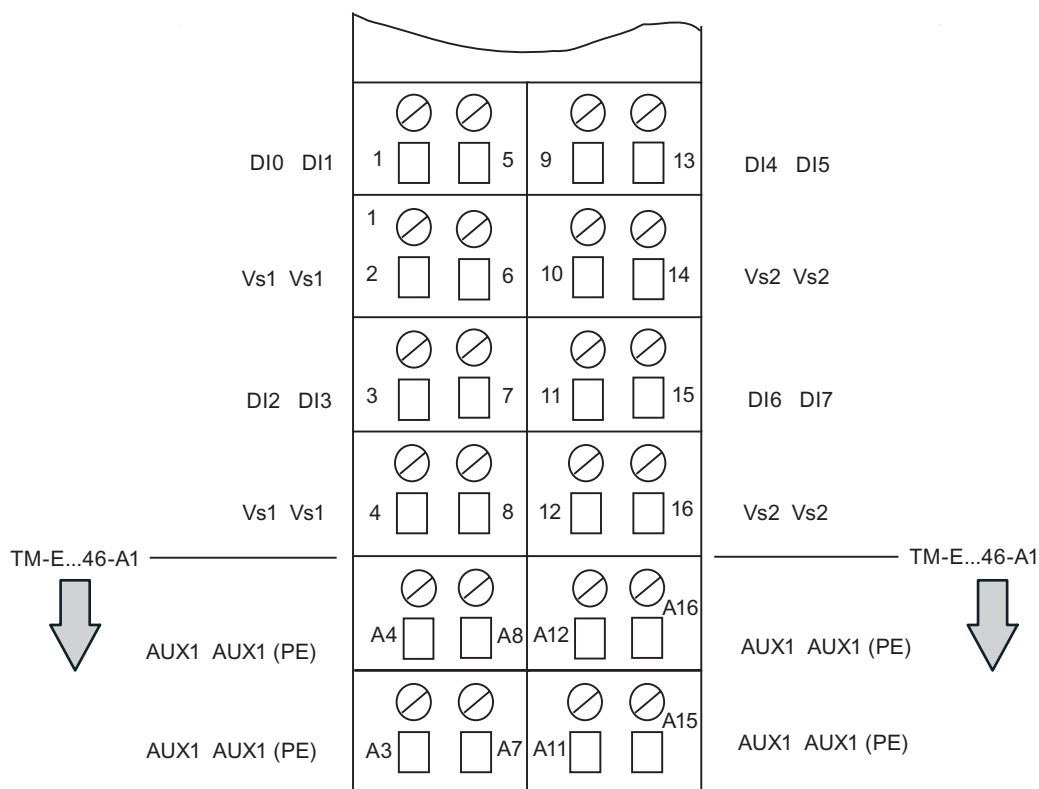 DI0 DI1 1 5 9 13 DI4 DI5
1
Vs1 Vs1 2 6 10 14 Vs2 Vs2
DI2 DI3 3 7 11 15 DI6 DI7
Vs1 Vs1 4 8 12 16 Vs2 Vs2
TM-E...46-A1 TM-E...46-A1
A16
AUX1 AUX1 (PE) A4 A8 A12 AUX1 AUX1 (PE)
A15
AUX1 AUX1 (PE) A3 A7 A11 AUX1 AUX1 (PE)